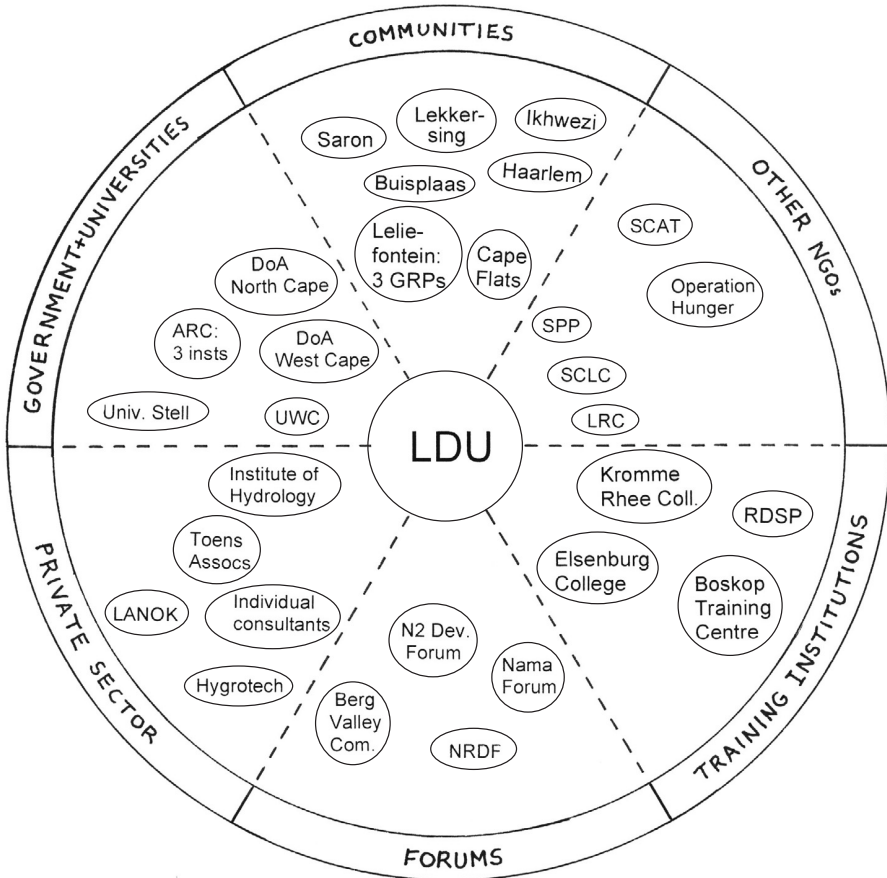 COMMUNITIES
Saron
Lekker-
sing
Ikhwezi
Buisplaas
Haarlem
Lelie-
fontein:
3 GRPs
Cape
Flats
OTHER NGOs
SCAT
Operation
Hunger
SPP
SCLC
LRC
GOVERNMENT+UNIVERSITIES
DoA
North Cape
ARC:
3 insts
DoA
West Cape
Univ. Stell
UWC
LDU
TRAINING INSTITUTIONS
Kromme
Rhee Coll.
RDSP
Elsenburg
College
Boskop
Training
Centre
PRIVATE SECTOR
Institute of
Hydrology
Toens
Assocs
LANOK
Individual
consultants
Hygrotech
N2 Dev.
Forum
Nama
Forum
Berg
Valley
Com.
NRDF
FORUMS